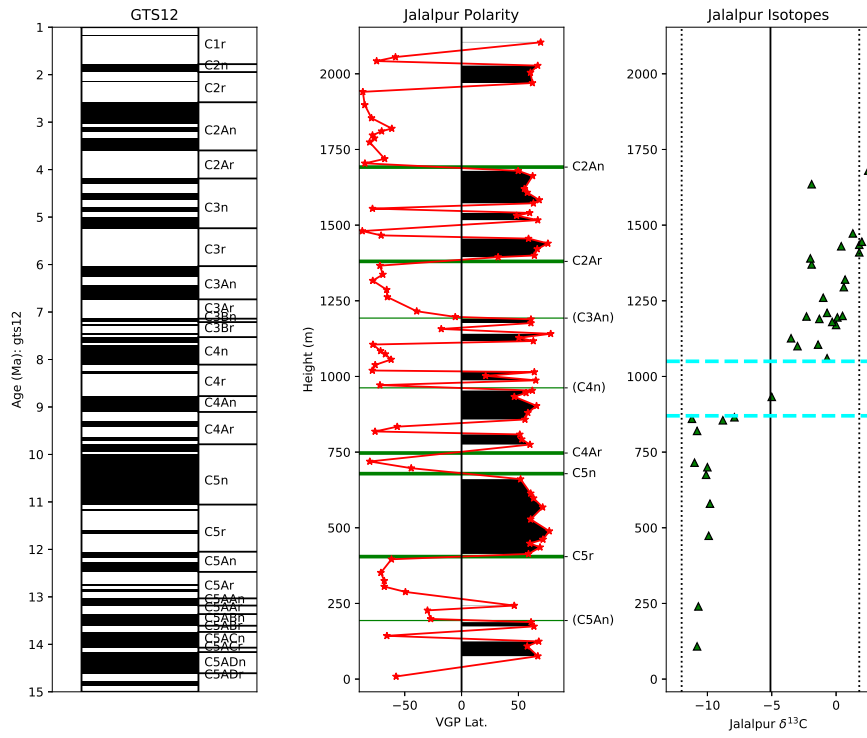 GTS12
Jalalpur Polarity
Jalalpur Isotopes
1
2
3
4
5
6
7
8
9
10
11
12
13
14
15
Age (Ma): gts12
C1r
C2n
C2r
C2An
C2Ar
C3n
C3r
C3An
C3Ar
C3Bn
C3Br
C4n
C4r
C4An
C4Ar
C5n
C5r
C5An
C5Ar
C5AAn
C5AAr
C5ABn
C5ABr
C5ACn
C5ACr
C5ADn
C5ADr
2000
1750
1500
1250
1000
750
500
250
0
Height (m)
C2An
C2Ar
(C3An)
(C4n)
C4Ar
C5n
C5r
(C5An)
−50
0
50
VGP Lat.
2000
1750
1500
1250
1000
750
500
250
0
−10
−5
0
Jalalpur δ¹³C